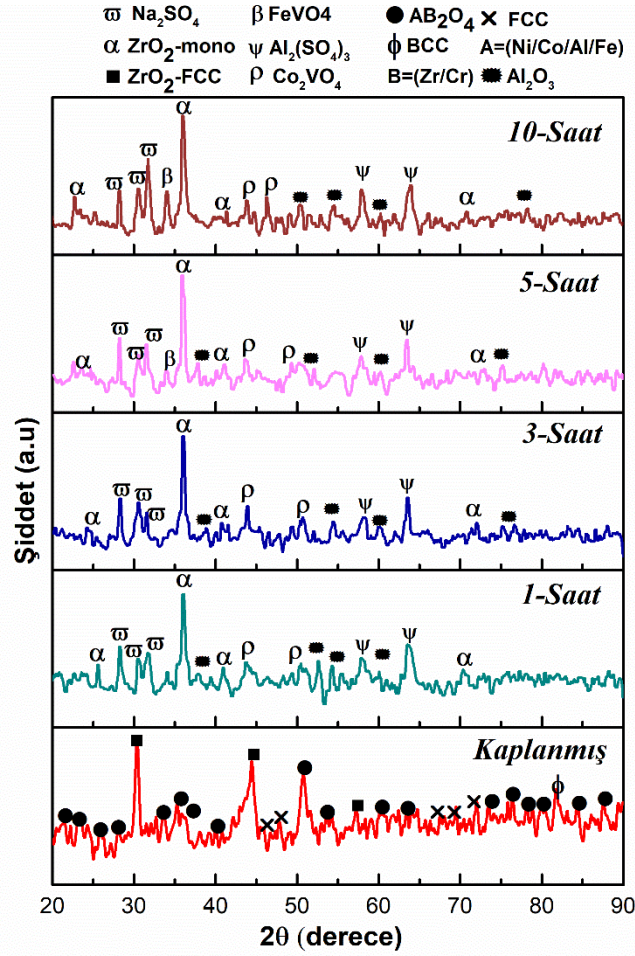 ϖ Na₂SO₄ β FeVO4 ● AB₂O₄ × FCC
α ZrO₂-mono ψ Al₂(SO₄)₃ ϕ BCC A=(Ni/Co/Al/Fe)
■ ZrO₂-FCC ρ Co₂VO₄ B=(Zr/Cr) Al₂O₃
10-Saat
α ϖ ϖ ϖ β α α ρ ρ ψ ψ α
5-Saat
α ϖ ϖ ϖ β α α ρ ρ ψ ψ α
3-Saat
α ϖ ϖ ϖ α α ρ ρ ψ ψ α
1-Saat
α ϖ ϖ ϖ α α ρ ρ ψ ψ α
Kaplanmış
ϕ
Şiddet (a.u)
20 30 40 50 60 70 80 90
2θ (derece)